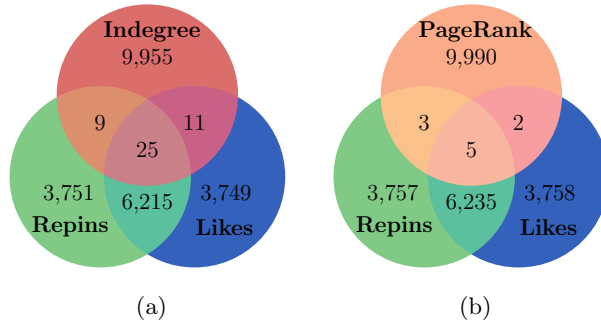 Indegree
9,955
9
11
25
3,751
6,215
3,749
Repins
Likes
(a)
PageRank
9,990
3
2
5
3,757
6,235
3,758
Repins
Likes
(b)